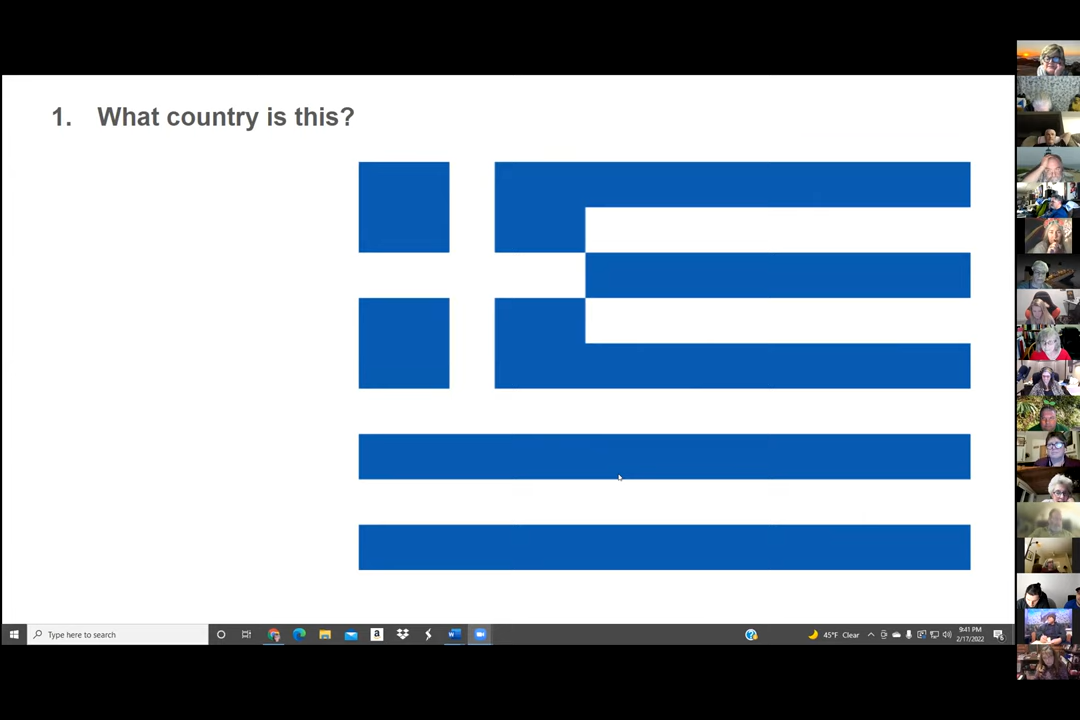 1. What country is this?
Type here to search
a
W
45°F Clear
9:41 PM
2/17/2022